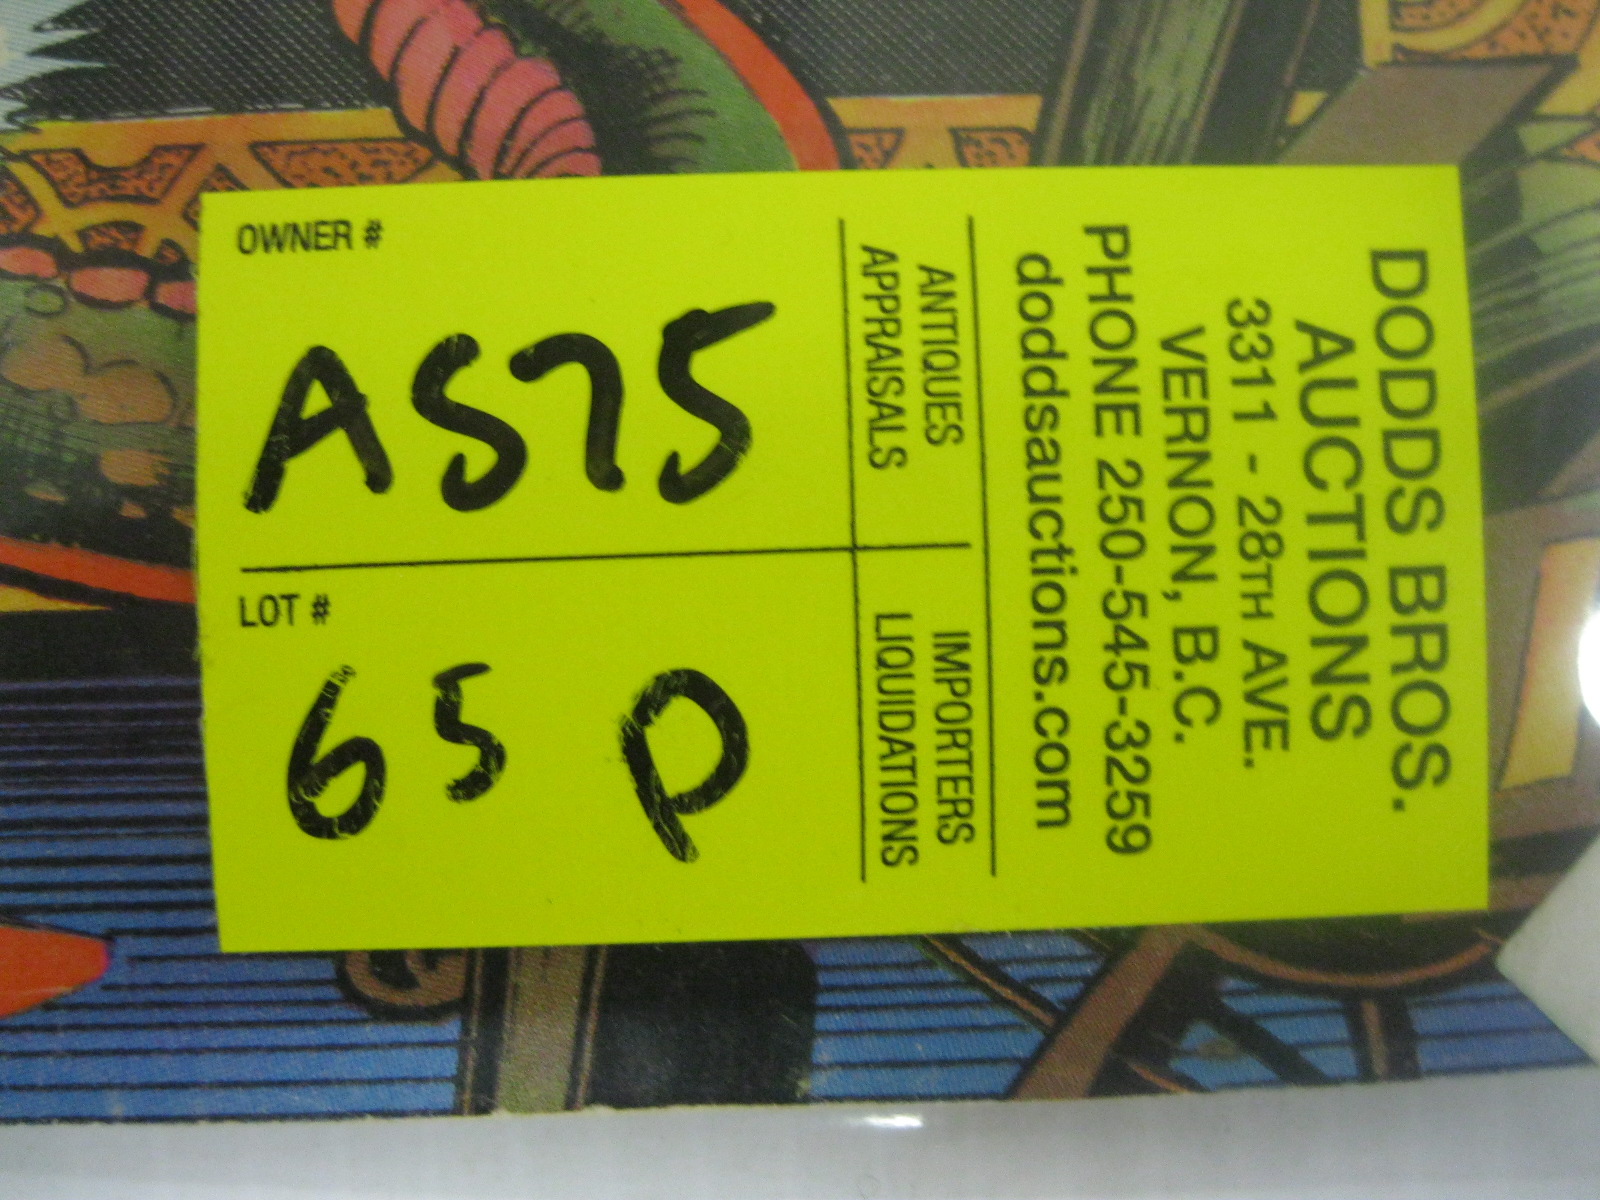 DODDS BROS.
AUCTIONS
3311 - 28TH AVE.
VERNON, B.C.
PHONE 250-545-3259
doddsauctions.com
ANTIQUES
APPRAISALS
IMPORTERS
LIQUIDATIONS
OWNER #
AS75
LOT #
65 P